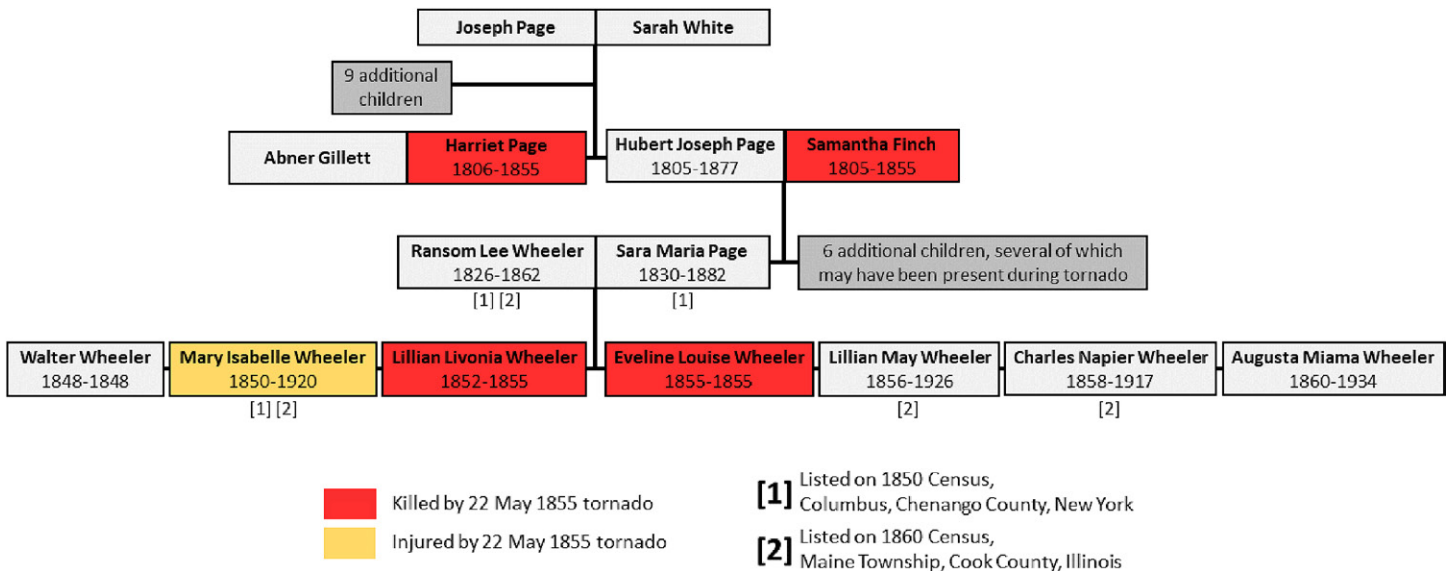 Joseph Page
Sarah White
9 additional
children
Abner Gillett
Harriet Page
1806-1855
Hubert Joseph Page
1805-1877
Samantha Finch
1805-1855
Ransom Lee Wheeler
1826-1862
[1] [2]
Sara Maria Page
1830-1882
[1]
6 additional children, several of which
may have been present during tornado
Walter Wheeler
1848-1848
Mary Isabelle Wheeler
1850-1920
[1] [2]
Lillian Livonia Wheeler
1852-1855
Eveline Louise Wheeler
1855-1855
Lillian May Wheeler
1856-1926
[2]
Charles Napier Wheeler
1858-1917
[2]
Augusta Miama Wheeler
1860-1934
Killed by 22 May 1855 tornado
Injured by 22 May 1855 tornado
[1] Listed on 1850 Census,
Columbus, Chenango County, New York
[2] Listed on 1860 Census,
Maine Township, Cook County, Illinois